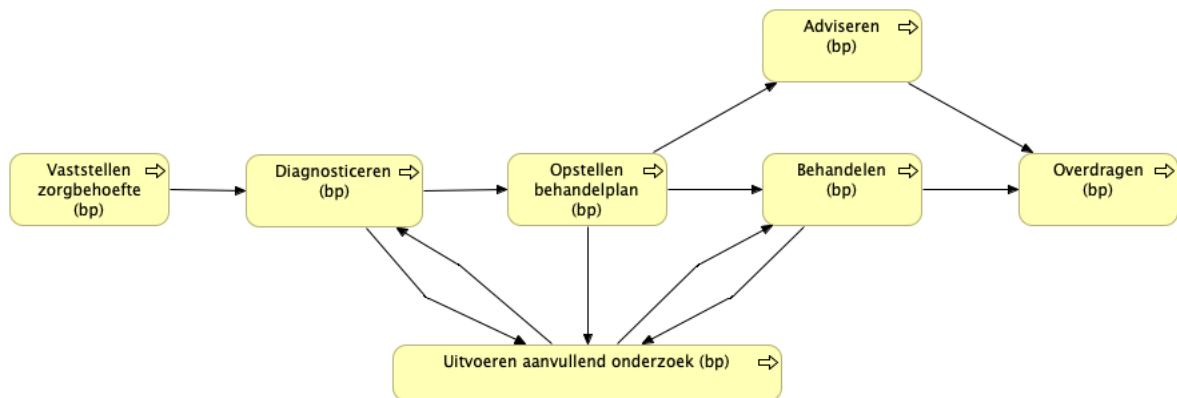 Adviseren
(bp)
Vaststellen
zorgbehoefte
(bp)
Diagnosticeren
(bp)
Opstellen
behandelplan
(bp)
Behandelen
(bp)
Overdragen
(bp)
Uitvoeren aanvullend onderzoek (bp)